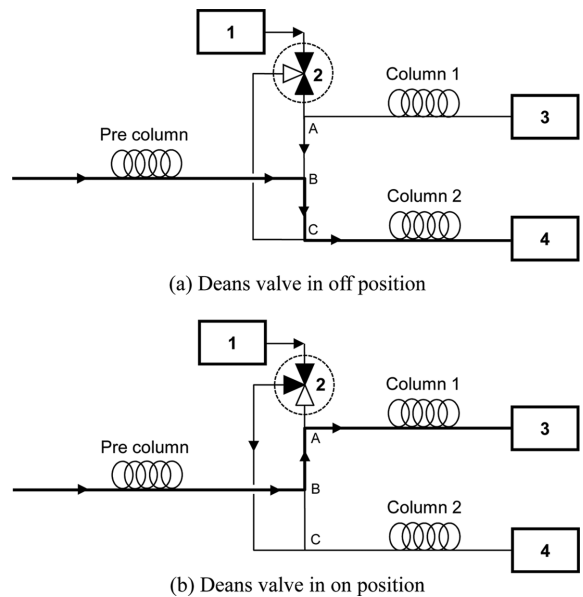 1
2
Column 1
A
3
Pre column
B
Column 2
C
4
(a) Deans valve in off position
1
2
Column 1
A
3
Pre column
B
Column 2
C
4
(b) Deans valve in on position